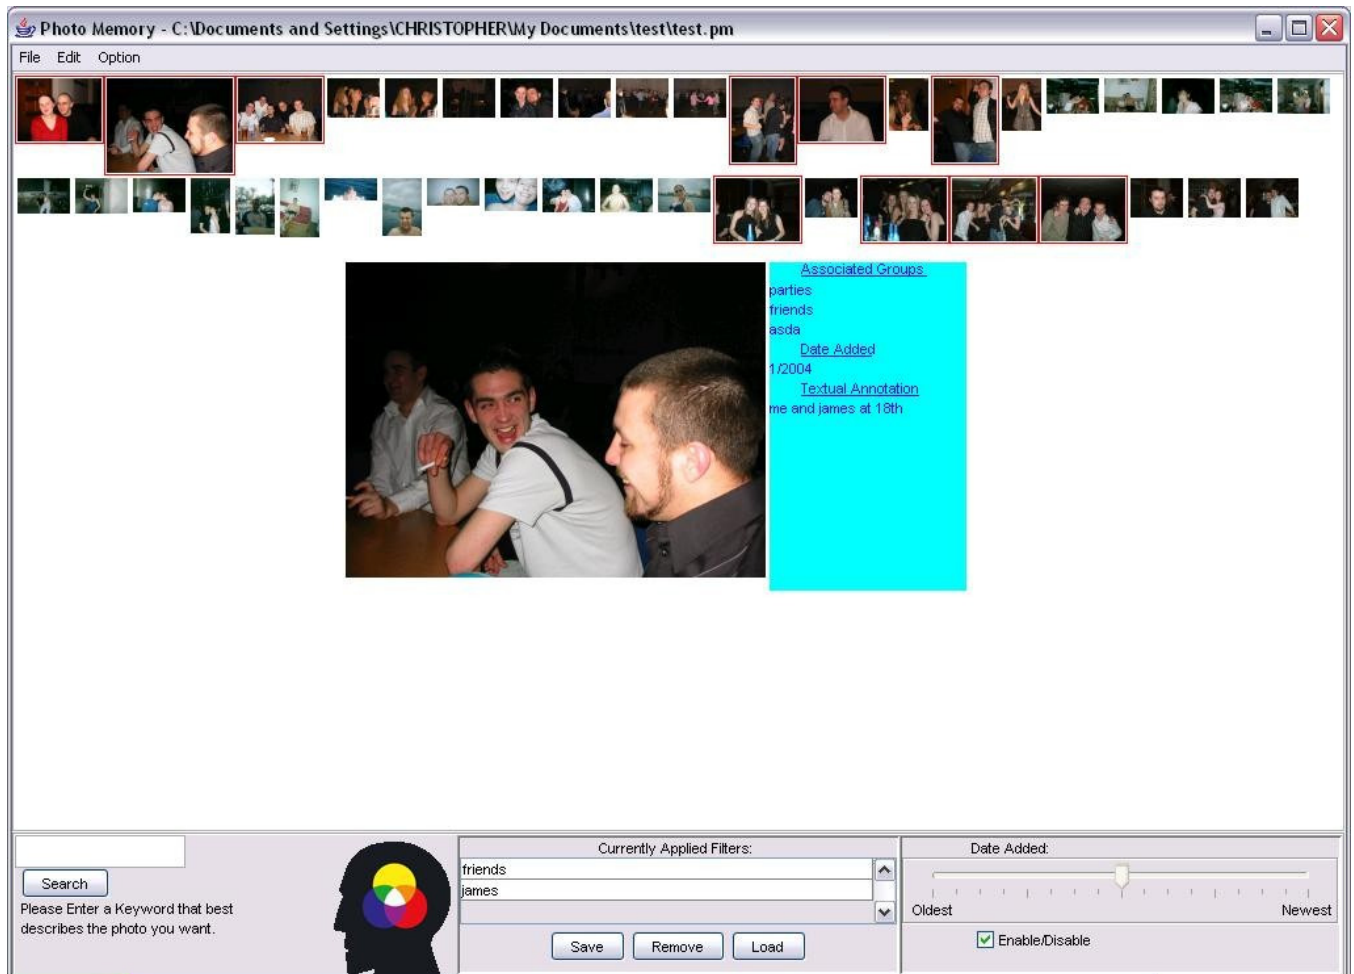 Photo Memory - C:\Documents and Settings\CHRISTOPHER\My Documents\test\test.pm
File Edit Option
Associated Groups
parties
friends
asda
Date Added
1/2004
Textual Annotation
me and james at 18th
Search
Please Enter a Keyword that best
describes the photo you want.
Currently Applied Filters:
friends
james
Save Remove Load
Date Added:
Oldest Newest
Enable/Disable